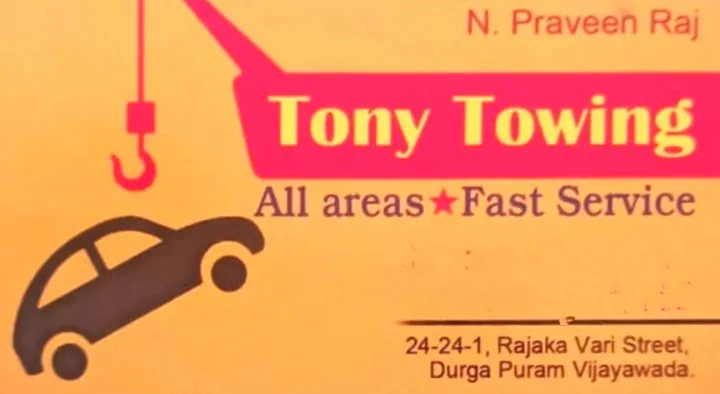 N. Praveen Raj
Tony Towing
All areas★Fast Service
24-24-1, Rajaka Vari Street,
Durga Puram Vijayawada.